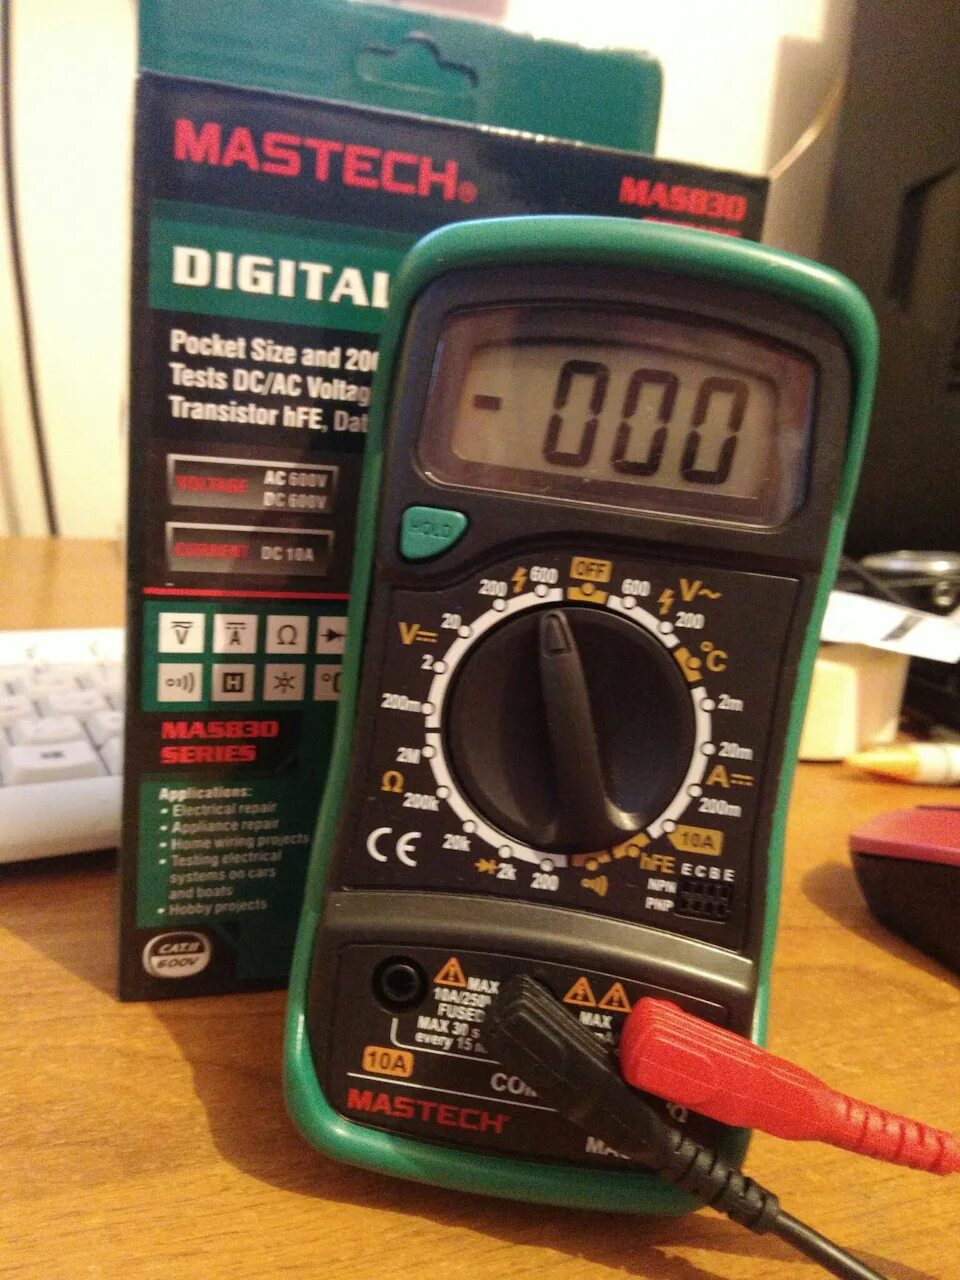 MASTECH®
MAS830
DIGITAL
Pocket Size and 200
Tests DC/AC Voltag
Transistor hFE, Dat
VOLTAGE AC 600V
DC 600V
CURRENT DC 10A
V A Ω
H °C
MAS830
SERIES
Applications:
• Electrical repair
• Appliance repair
• Home wiring projects
• Testing electrical
systems on cars
and boats
• Hobby projects
CAT.II
600V
- 000
HOLD
OFF
600
V~
200
°C
2m
20m
A
200m
10A
hFE
200
2k
20k
200k
Ω
2M
200m
2
V
20
200
600
CE
E C B E
NPN
PNP
MAX
10A/250V
FUSED
MAX 30 s
every 15 m
MAX
10A
COM
Ω
MASTECH